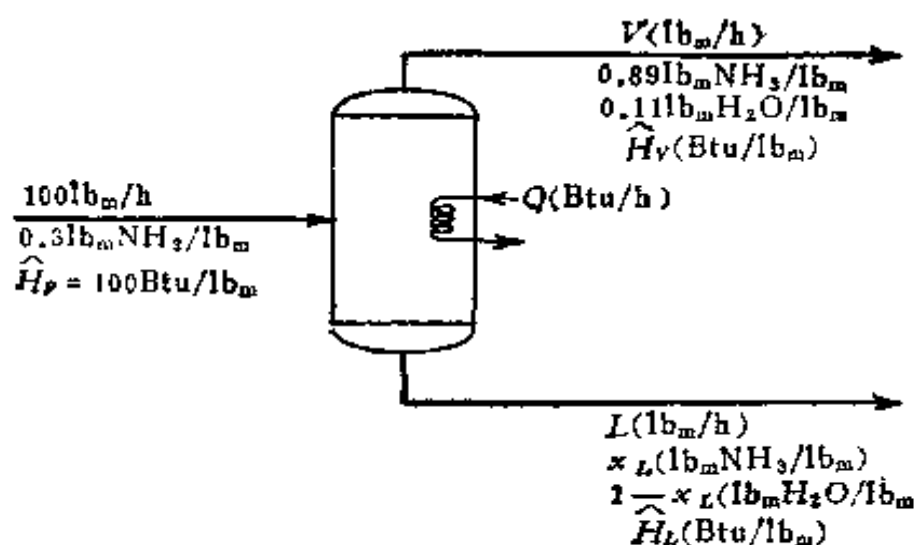 V(lbm/h)
0.89lbmNH3/lbm
0.11lbmH2O/lbm
ĤV(Btu/lbm)
100lbm/h
0.3lbmNH3/lbm
ĤF = 100Btu/lbm
Q(Btu/h)
L(lbm/h)
xL(lbmNH3/lbm)
1 — xL(lbmH2O/lbm
ĤL(Btu/lbm)